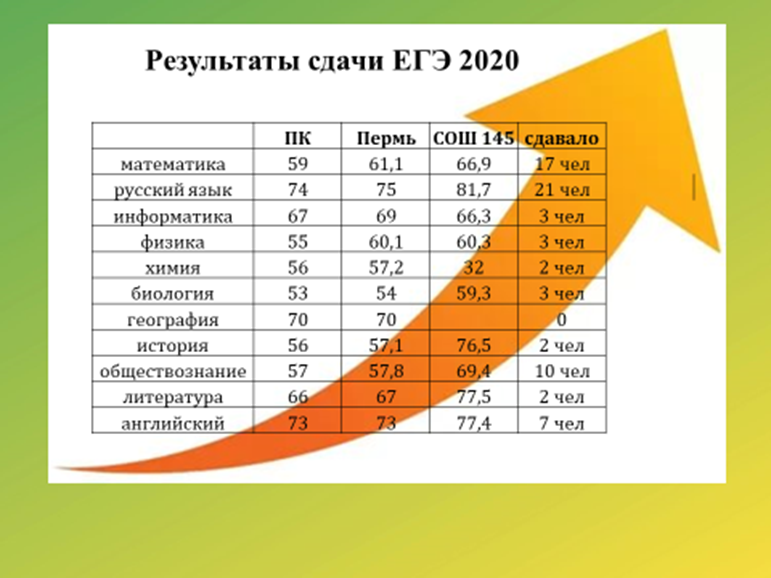 Результаты сдачи ЕГЭ 2020
ПК Пермь СОШ 145 сдавало
математика 59 61,1 66,9 17 чел
русский язык 74 75 81,7 21 чел
информатика 67 69 66,3 3 чел
физика 55 60,1 60,3 3 чел
химия 56 57,2 32 2 чел
биология 53 54 59,3 3 чел
география 70 70 0
история 56 57,1 76,5 2 чел
обществознание 57 57,8 69,4 10 чел
литература 66 67 77,5 2 чел
английский 73 73 77,4 7 чел